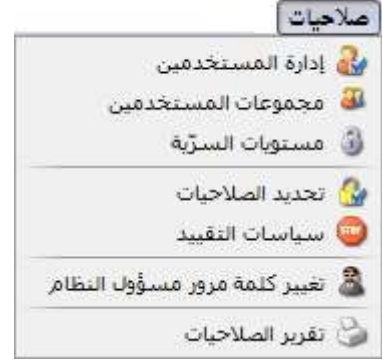 صلاحيات
إدارة المستخدمين
مجموعات المستخدمين
مستويات السرّية
تحديد الصلاحيات
سياسات التقييد
تغيير كلمة مرور مسؤول النظام
تقرير الصلاحيات